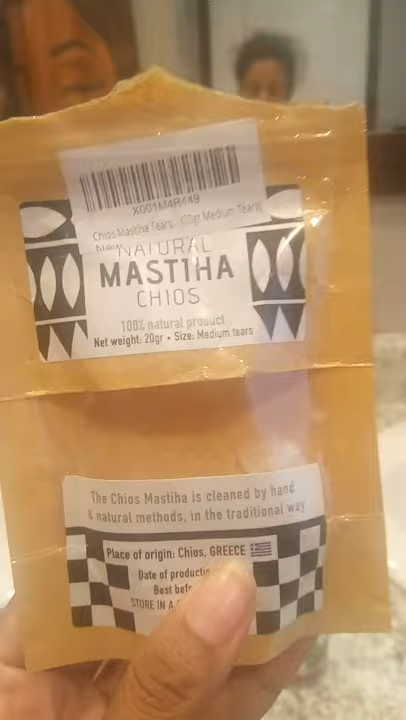 X001M4R449
Chios Mastiha Tears - (20gr Medium Tears)
New
NATURAL
MASTIHA
CHIOS
100% natural product
Net weight: 20gr • Size: Medium tears
The Chios Mastiha is cleaned by hand
& natural methods, in the traditional way
Place of origin: Chios, GREECE
Date of producti
Best befo
STORE IN A